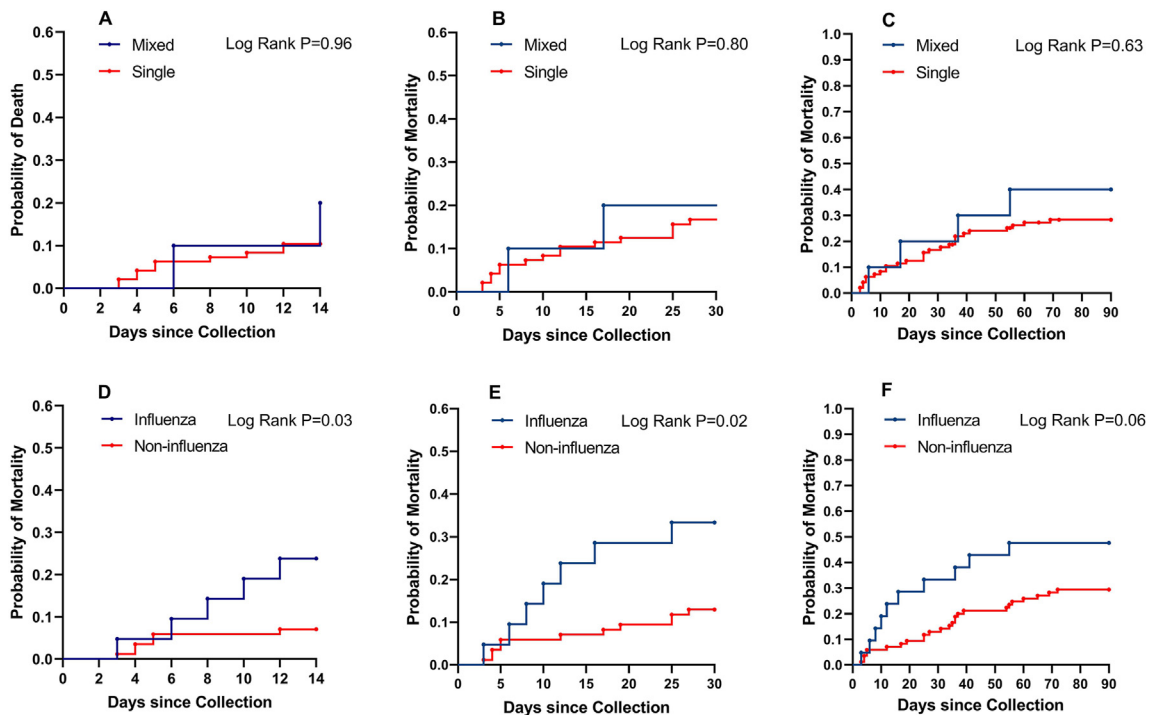 A
Mixed
Log Rank P=0.96
Single
Probability of Death
0.6
0.5
0.4
0.3
0.2
0.1
0.0
0 2 4 6 8 10 12 14
Days since Collection
B
Mixed
Log Rank P=0.80
Single
Probability of Mortality
0.6
0.5
0.4
0.3
0.2
0.1
0.0
0 5 10 15 20 25 30
Days since Collection
C
Mixed
Log Rank P=0.63
Single
Probability of Mortality
1.0
0.9
0.8
0.7
0.6
0.5
0.4
0.3
0.2
0.1
0.0
0 10 20 30 40 50 60 70 80 90
Days since Collection
D
Influenza
Log Rank P=0.03
Non-influenza
Probability of Mortality
0.6
0.5
0.4
0.3
0.2
0.1
0.0
0 2 4 6 8 10 12 14
Days since Collection
E
Influenza
Log Rank P=0.02
Non-influenza
Probability of Mortality
0.6
0.5
0.4
0.3
0.2
0.1
0.0
0 5 10 15 20 25 30
Days since Collection
F
Influenza
Log Rank P=0.06
Non-influenza
Probability of Mortality
1.0
0.9
0.8
0.7
0.6
0.5
0.4
0.3
0.2
0.1
0.0
0 10 20 30 40 50 60 70 80 90
Days since Collection